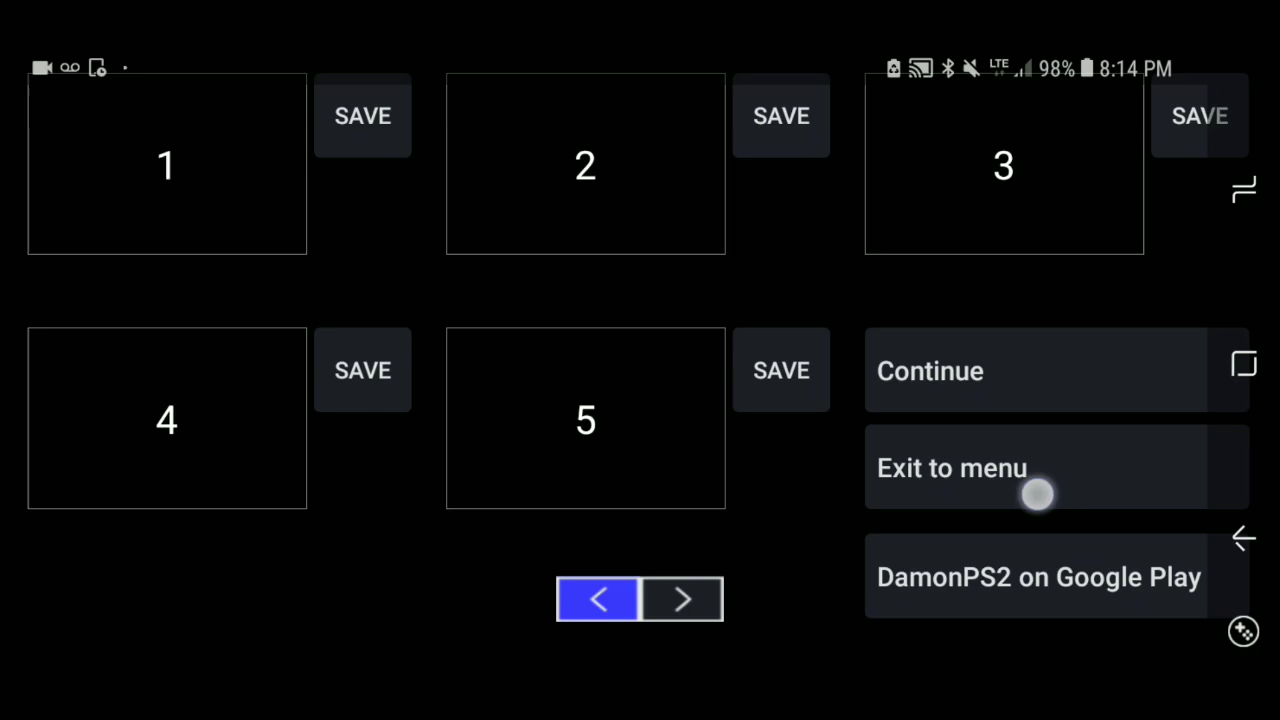 LTE 98% 8:14 PM
1 SAVE 2 SAVE 3 SAVE
4 SAVE 5 SAVE Continue
Exit to menu
DamonPS2 on Google Play